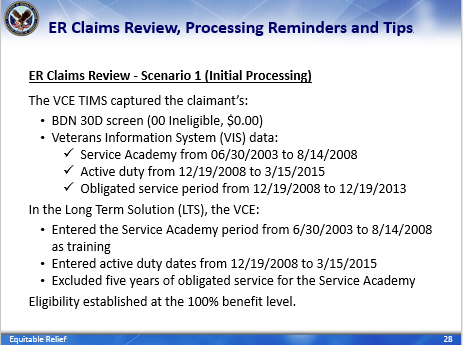 ER Claims Review, Processing Reminders and Tips
ER Claims Review - Scenario 1 (Initial Processing)
The VCE TIMS captured the claimant’s:
• BDN 30D screen (00 Ineligible, $0.00)
• Veterans Information System (VIS) data:
✓ Service Academy from 06/30/2003 to 8/14/2008
✓ Active duty from 12/19/2008 to 3/15/2015
✓ Obligated service period from 12/19/2008 to 12/19/2013
In the Long Term Solution (LTS), the VCE:
• Entered the Service Academy period from 6/30/2003 to 8/14/2008
as training
• Entered active duty dates from 12/19/2008 to 3/15/2015
• Excluded five years of obligated service for the Service Academy
Eligibility established at the 100% benefit level.
Equitable Relief
28